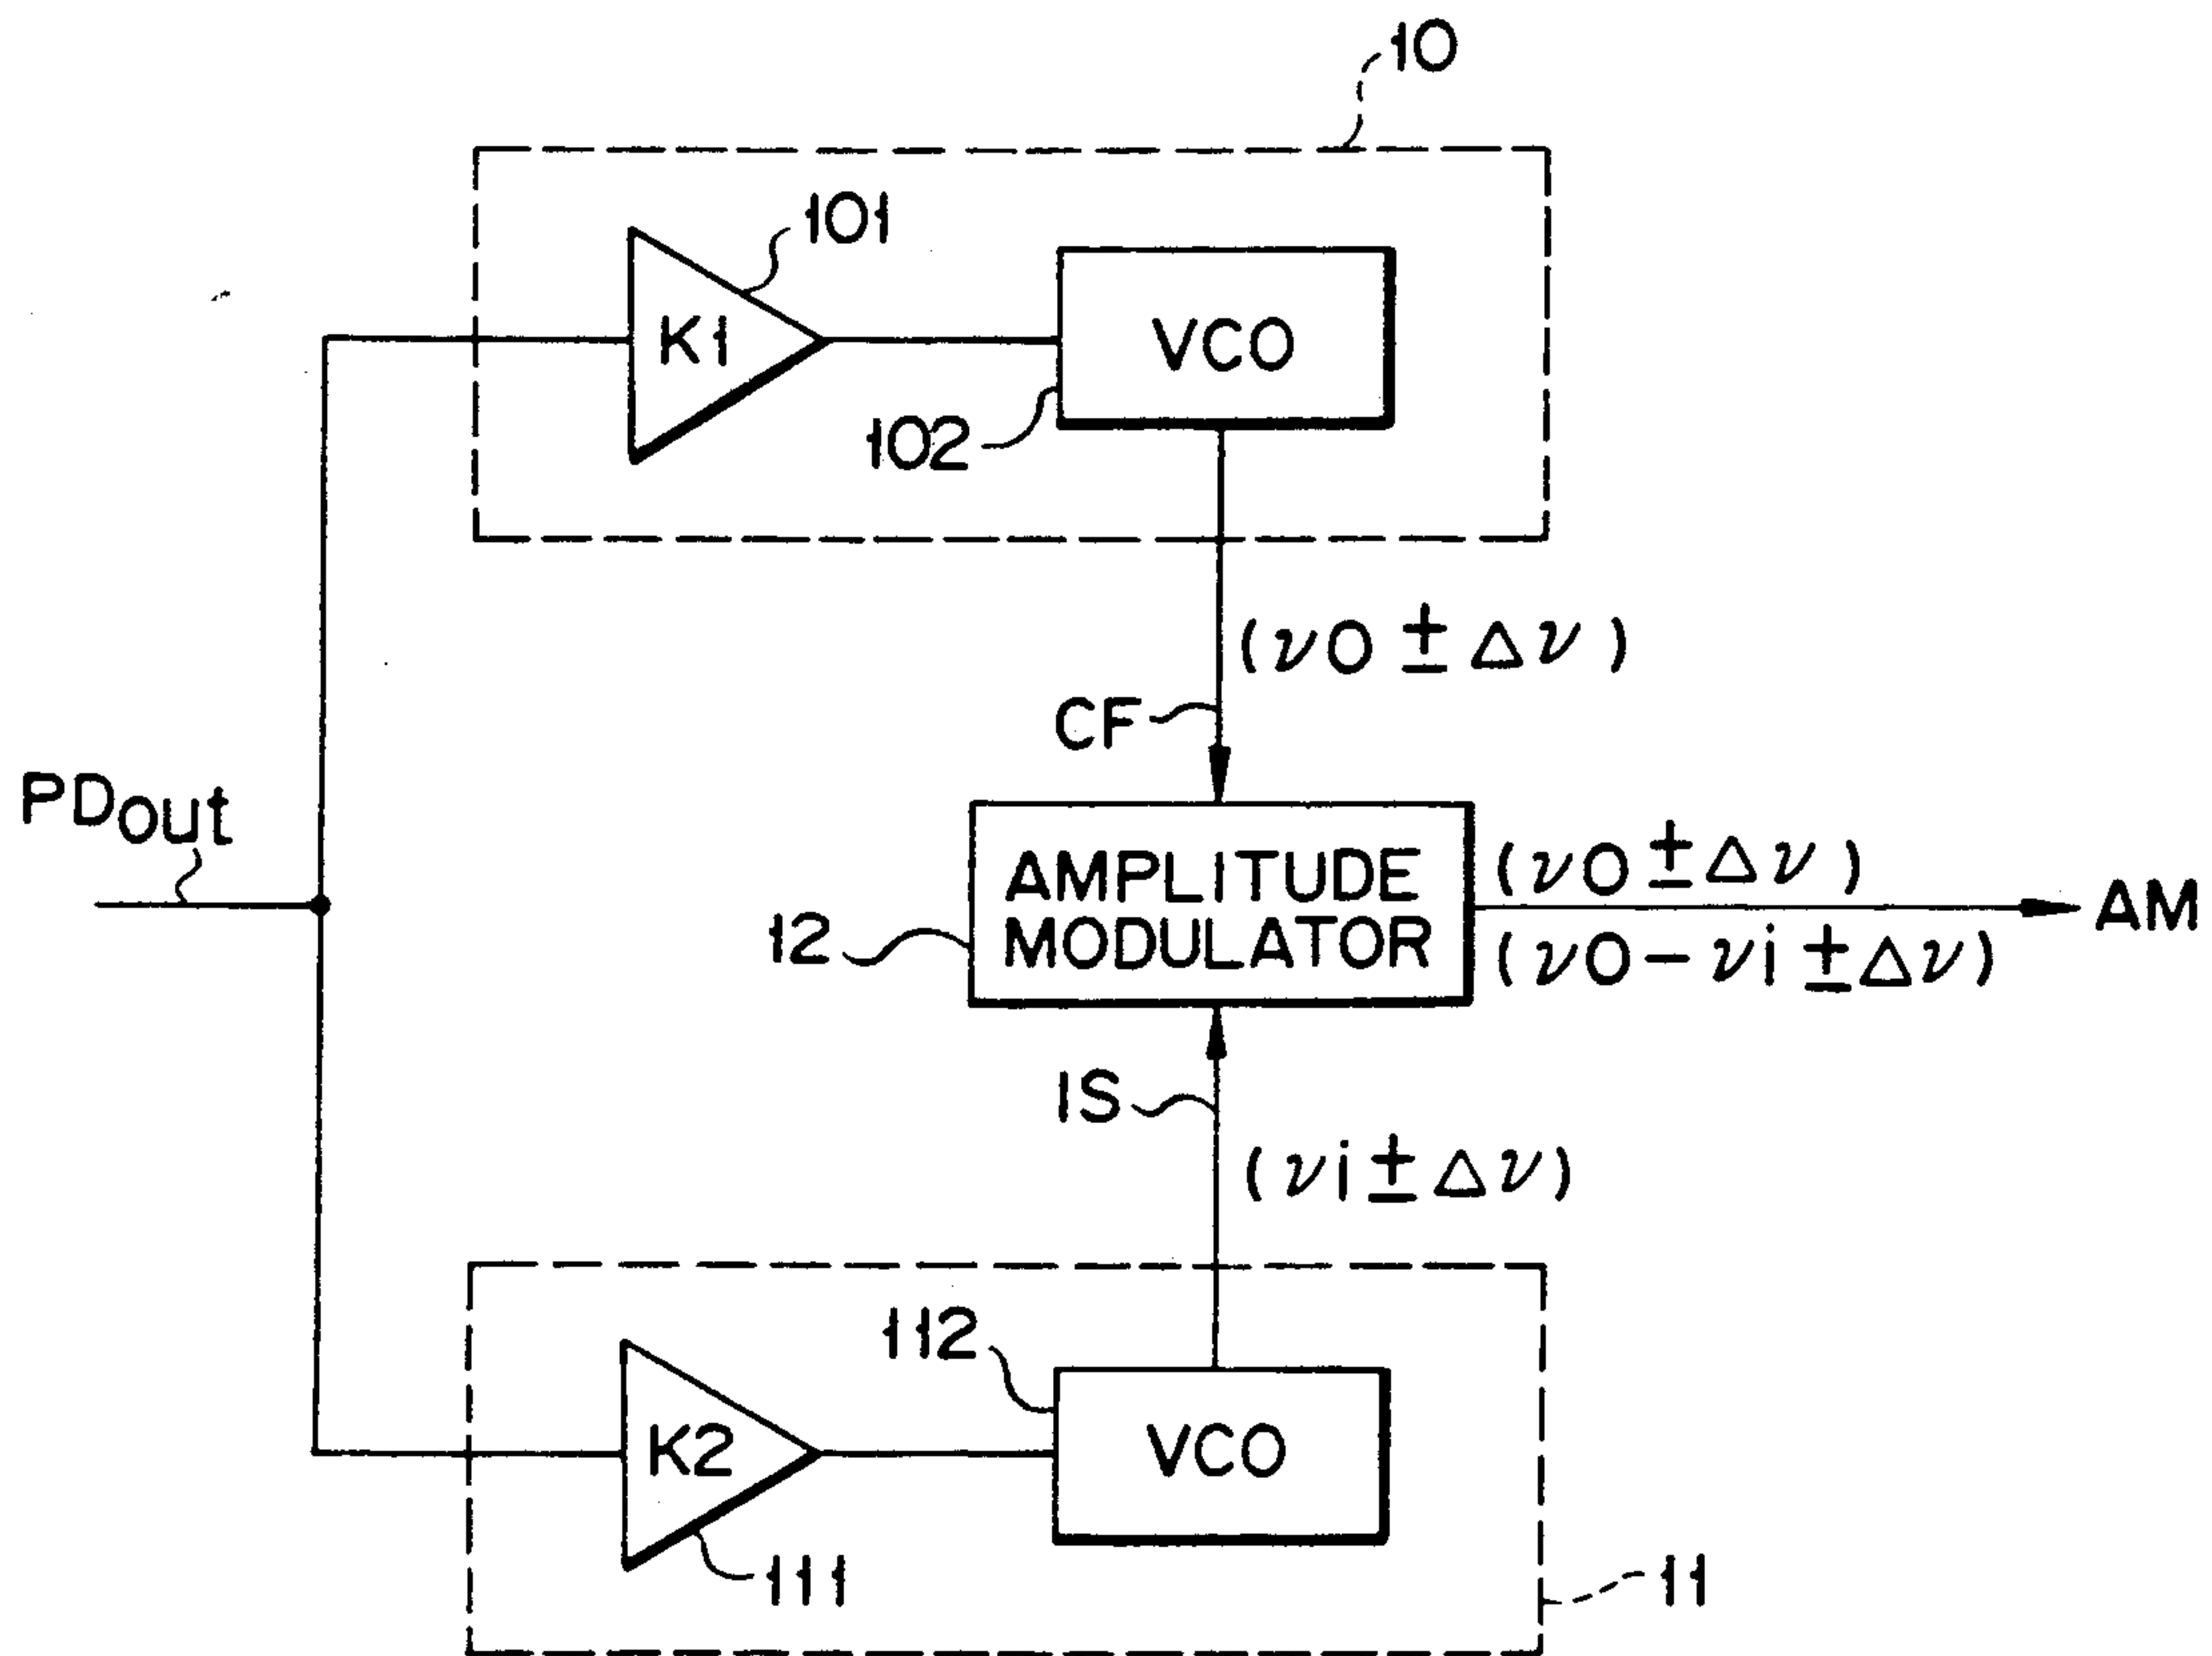 10
101
K1
VCO
102
(ν0 ± Δν)
CF
PDout
AMPLITUDE
MODULATOR
12
(ν0 ± Δν)
(ν0 − νi ± Δν)
AM
IS
(νi ± Δν)
112
K2
VCO
111
11